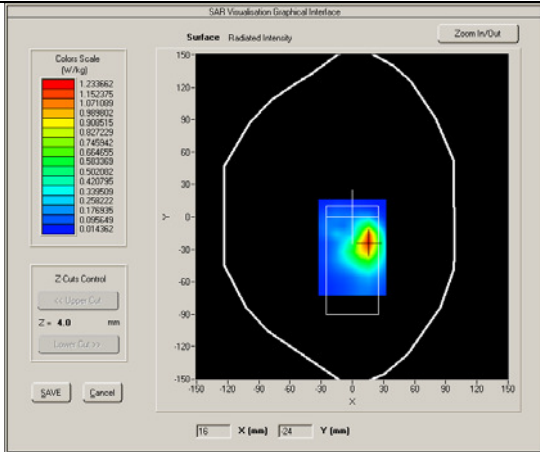 SAR Visualisation Graphical Interface
Surface Radiated Intensity
Zoom In/Out
Colors Scale
(W/kg)
1.233662
1.152375
1.071089
0.989802
0.908515
0.827229
0.745942
0.664655
0.583369
0.502082
0.420795
0.339509
0.258222
0.176935
0.095649
0.014362
Z Cuts Control
<< Upper Cut
Z = 4.0 mm
Lower Cut >>
SAVE Cancel
150
120
90
60
30
0
-30
-60
-90
-120
-150
Y
-150 -120 -90 -60 -30 0 30 60 90 120 150
X
16 X (mm) -24 Y (mm)